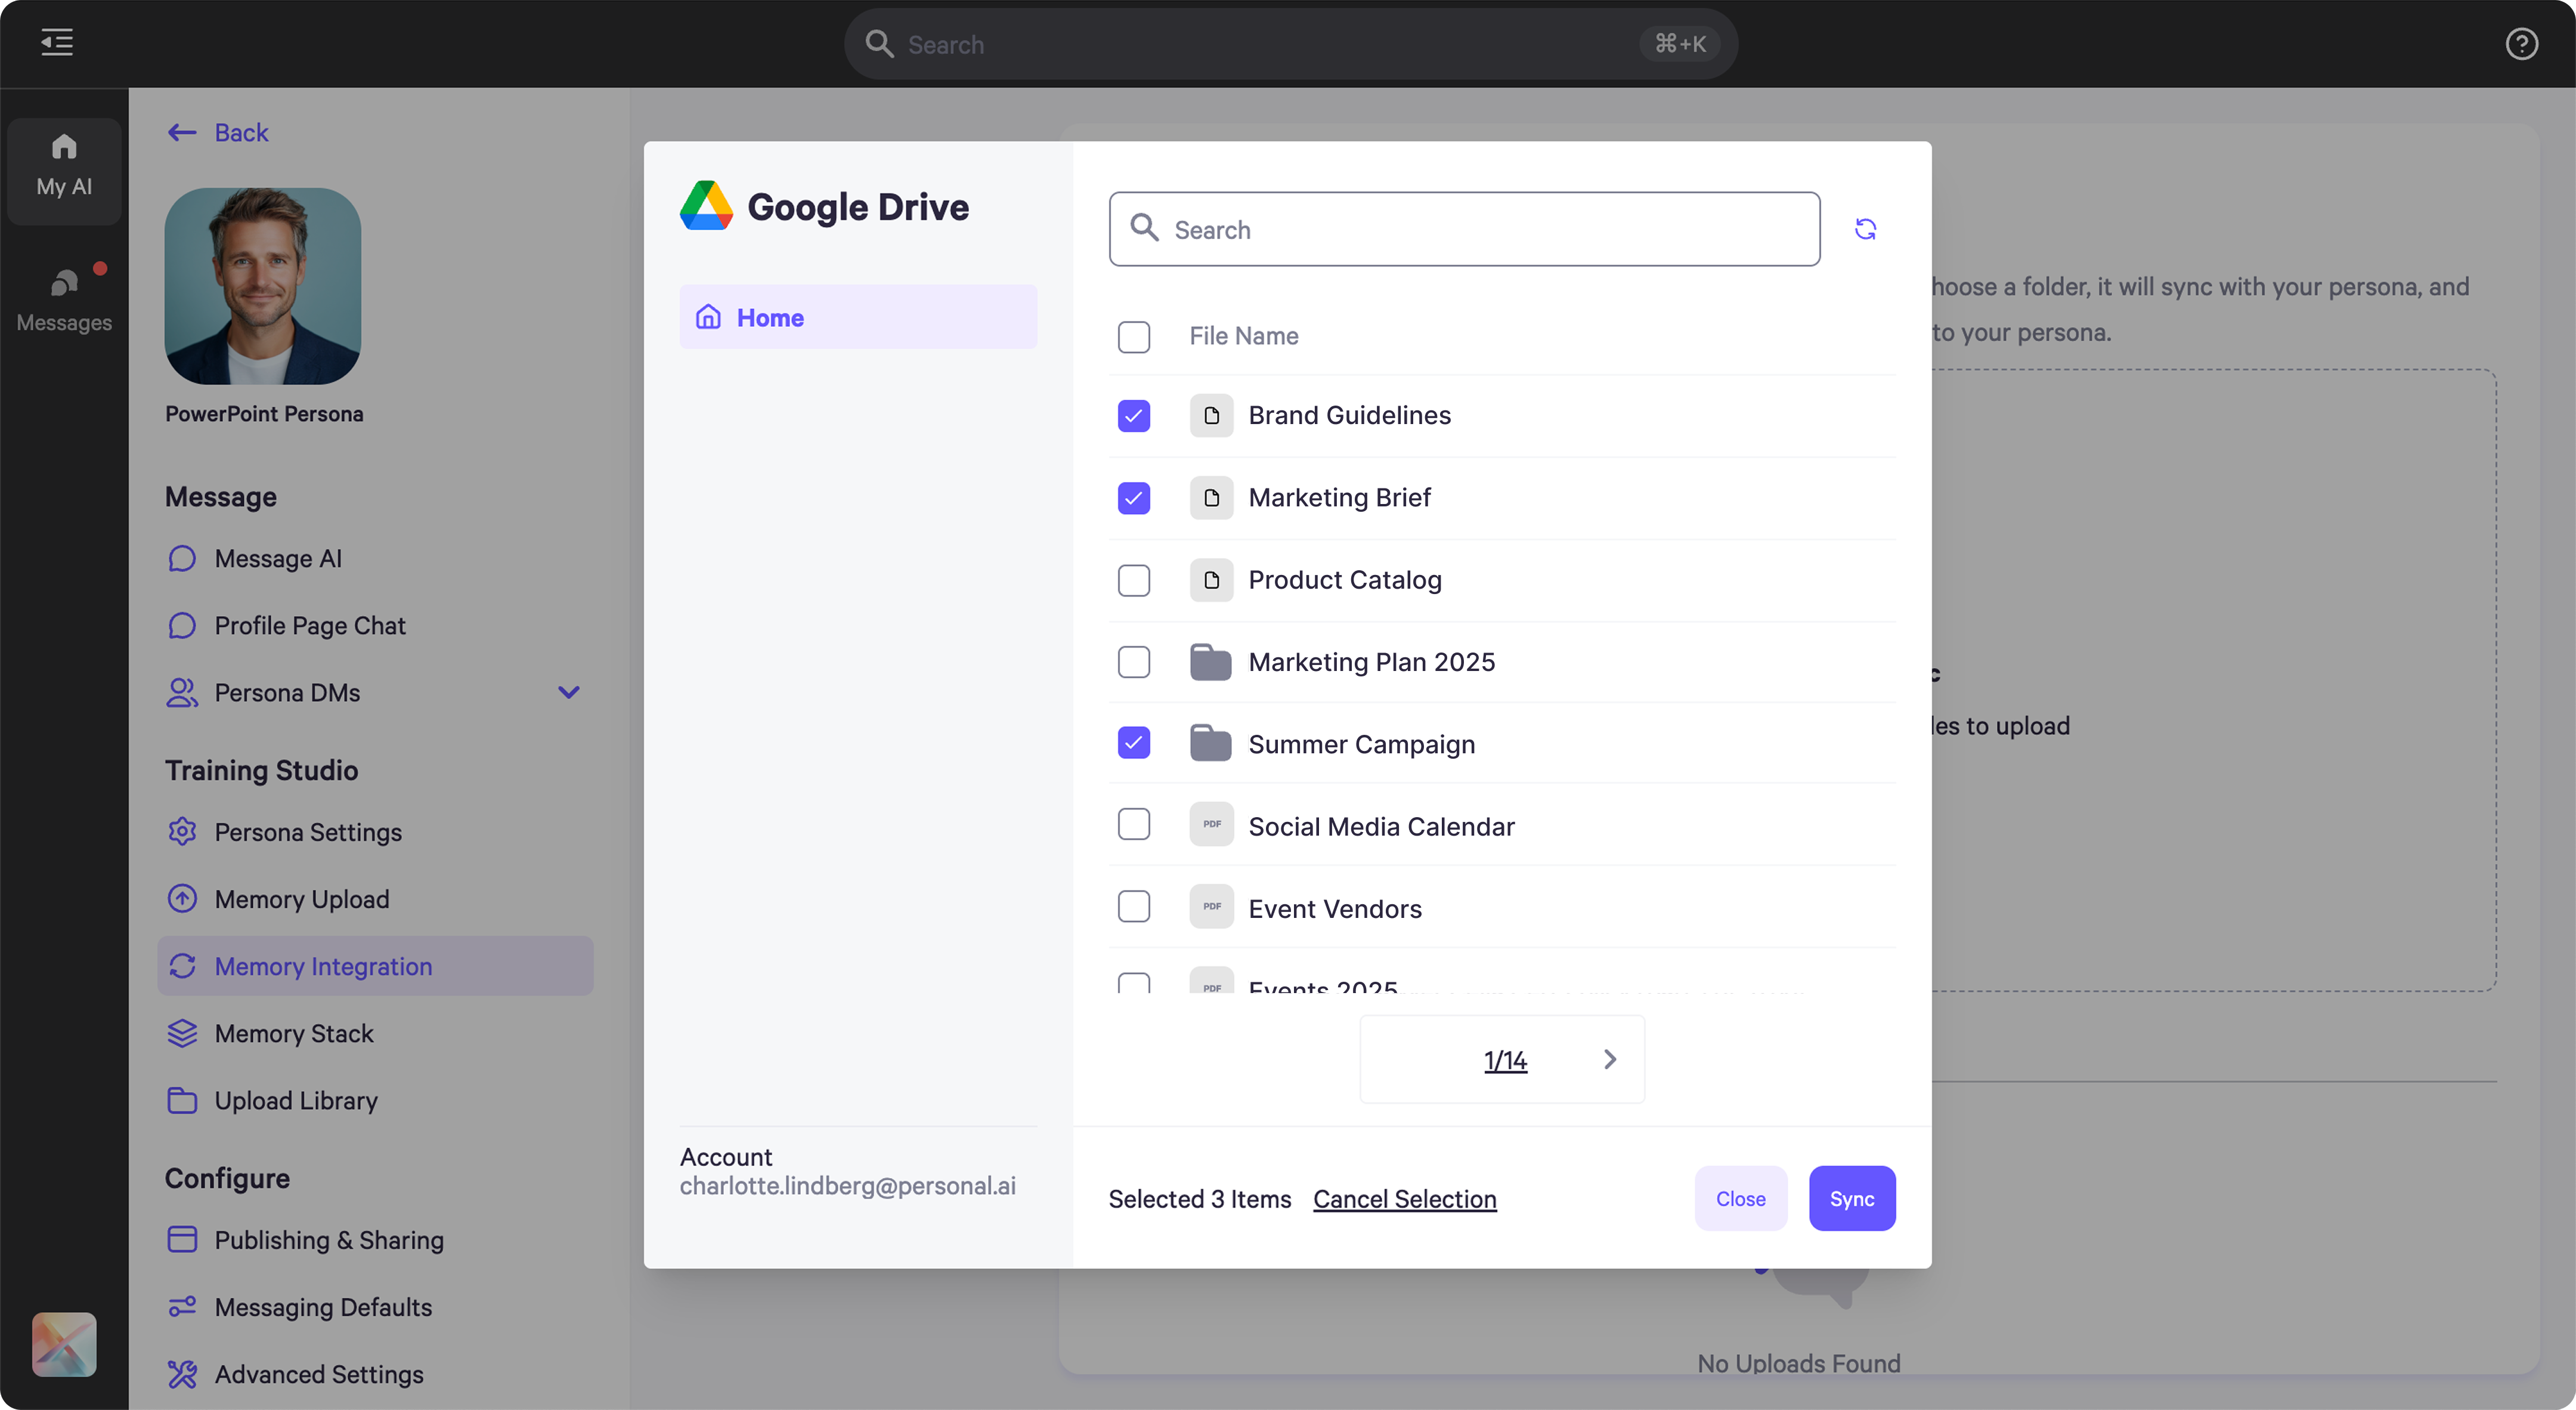 Search
⌘+K
My AI
Messages
Back
PowerPoint Persona
Message
Message AI
Profile Page Chat
Persona DMs
Training Studio
Persona Settings
Memory Upload
Memory Integration
Memory Stack
Upload Library
Configure
Publishing & Sharing
Messaging Defaults
Advanced Settings
Google Drive
Home
Account
charlotte.lindberg@personal.ai
Search
File Name
Brand Guidelines
Marketing Brief
Product Catalog
Marketing Plan 2025
Summer Campaign
PDF Social Media Calendar
PDF Event Vendors
PDF Events 2025
1/14
Selected 3 Items Cancel Selection
Close
Sync
hoose a folder, it will sync with your persona, and
to your persona.
c
les to upload
No Uploads Found